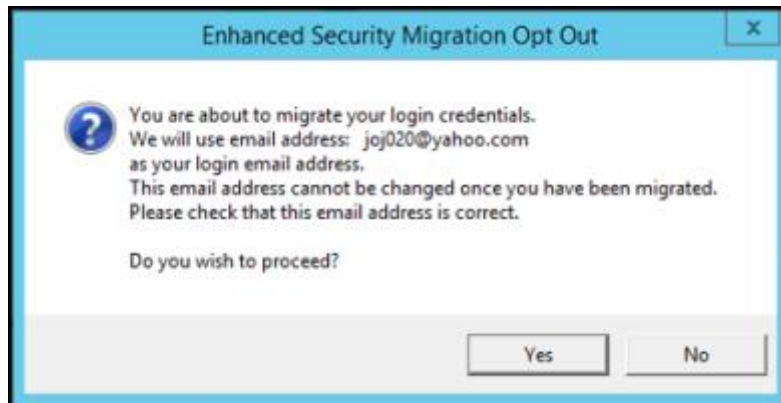 Enhanced Security Migration Opt Out
x
You are about to migrate your login credentials.
We will use email address: joj020@yahoo.com
as your login email address.
This email address cannot be changed once you have been migrated.
Please check that this email address is correct.
Do you wish to proceed?
Yes
No